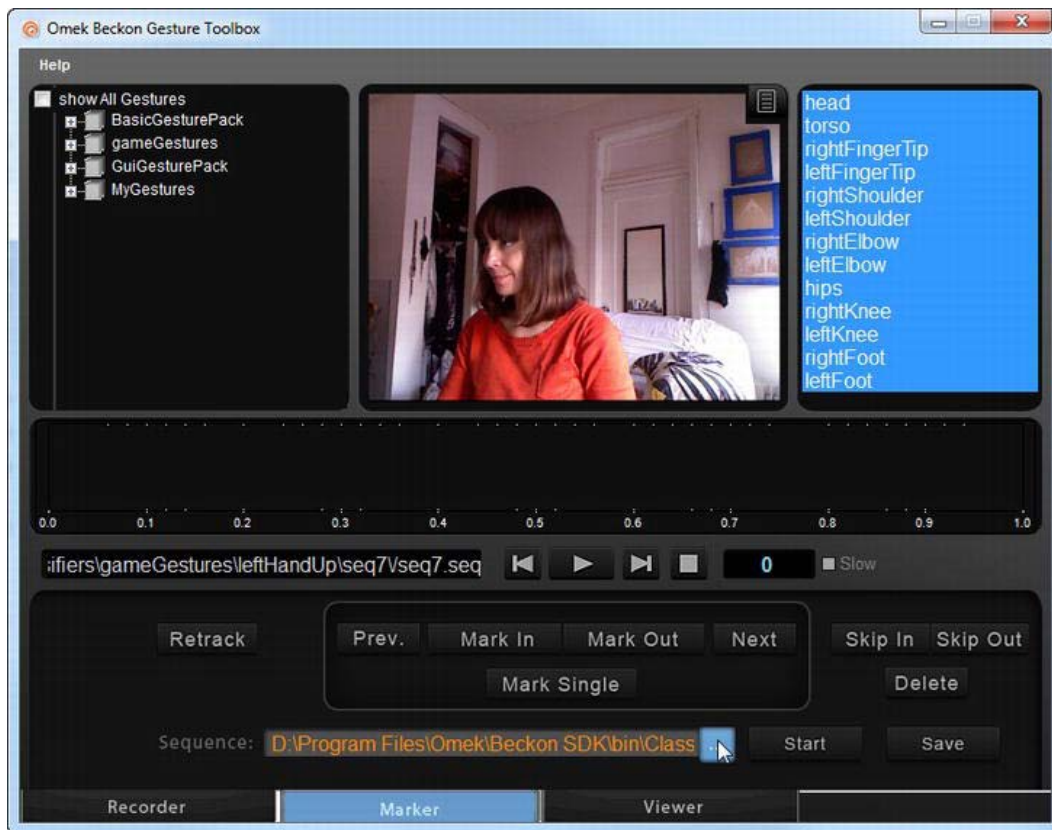 Omek Beckon Gesture Toolbox
Help
show All Gestures
BasicGesturePack
gameGestures
GuiGesturePack
MyGestures
head
torso
rightFingerTip
leftFingerTip
rightShoulder
leftShoulder
rightElbow
leftElbow
hips
rightKnee
leftKnee
rightFoot
leftFoot
0.0 0.1 0.2 0.3 0.4 0.5 0.6 0.7 0.8 0.9 1.0
ifiers\gameGestures\leftHandUp\seq7\/seq7.seq 0 Slow
Retrack Prev. Mark In Mark Out Next Skip In Skip Out
Mark Single Delete
Sequence: D:\Program Files\Omek\Beckon SDK\bin\Class ... Start Save
Recorder Marker Viewer